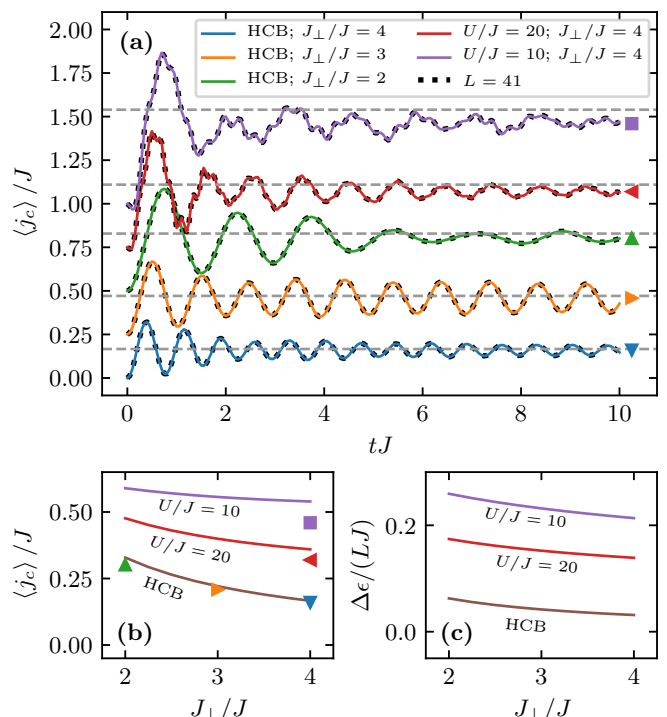 (a)
HCB; J⊥/J = 4
HCB; J⊥/J = 3
HCB; J⊥/J = 2
U/J = 20; J⊥/J = 4
U/J = 10; J⊥/J = 4
L = 41
2.00
1.75
1.50
1.25
1.00
0.75
0.50
0.25
0.00
⟨j_c⟩/J
0 2 4 6 8 10
tJ
0.50
0.25
0.00
⟨j_c⟩/J
U/J = 10
U/J = 20
HCB
(b)
2 3 4
J⊥/J
0.2
0.0
Δϵ/(LJ)
U/J = 10
U/J = 20
HCB
(c)
2 3 4
J⊥/J